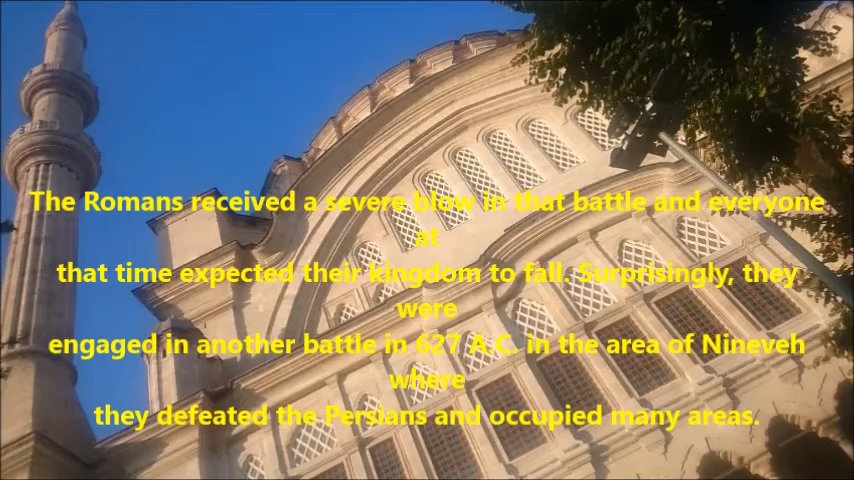 The Romans received a severe blow in that battle and everyone
at
that time expected their kingdom to fall. Surprisingly, they
were
engaged in another battle in 627 A.C. in the area of Nineveh
where
they defeated the Persians and occupied many areas.